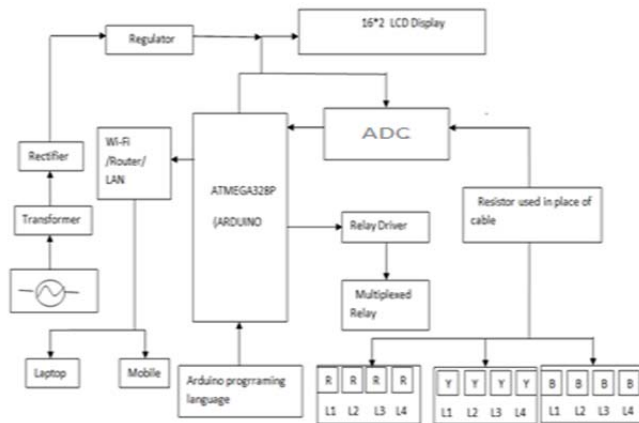 Regulator
16*2 LCD Display
ADC
Wi-Fi
/Router/
LAN
Rectifier
ATMEGA328P
(ARDUINO
Resistor used in place of
cable
Transformer
Relay Driver
Multiplexed
Relay
Laptop
Mobile
Arduino progrraming
language
R R R R
L1 L2 L3 L4
Y Y Y Y
L1 L2 L3 L4
B B B B
L1 L2 L3 L4